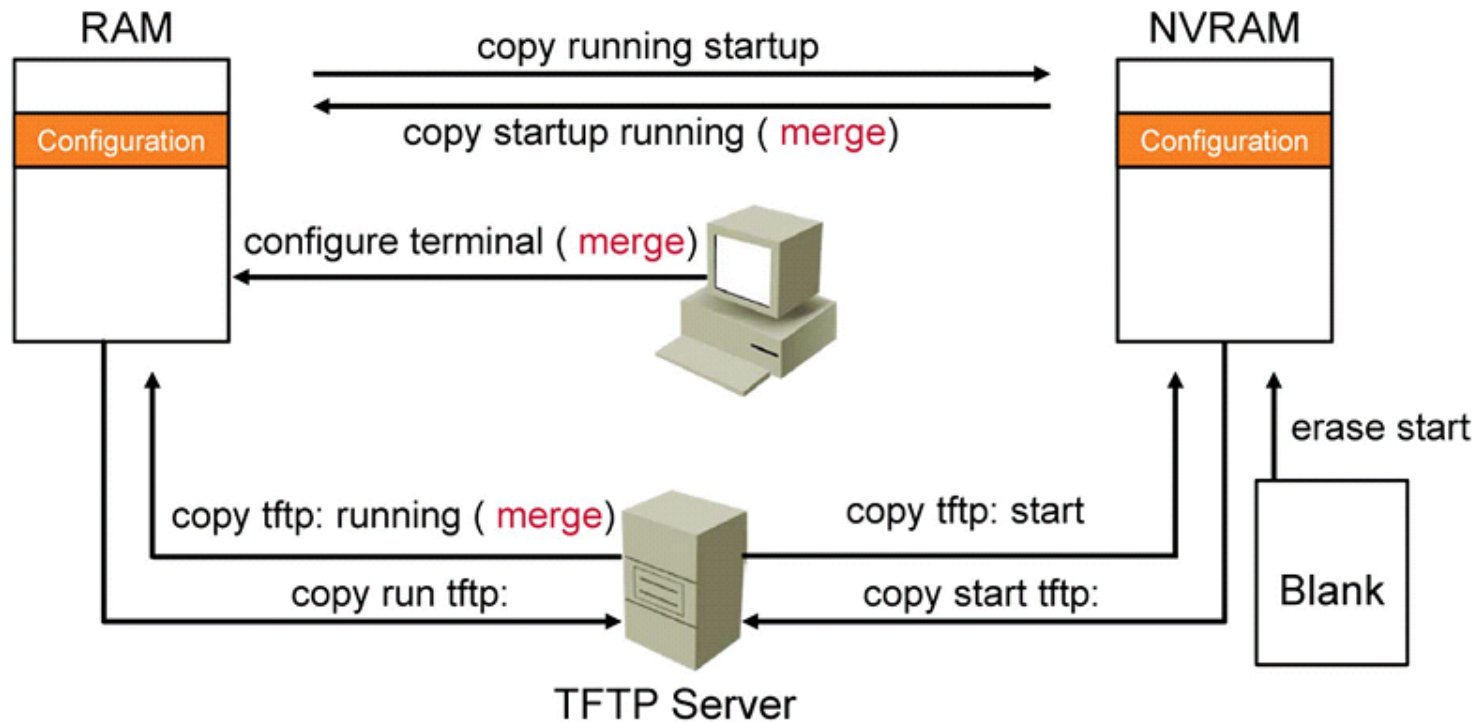 RAM
NVRAM
copy running startup
Configuration
copy startup running ( merge)
Configuration
configure terminal ( merge)
erase start
copy tftp: running ( merge)
copy tftp: start
copy run tftp:
copy start tftp:
Blank
TFTP Server